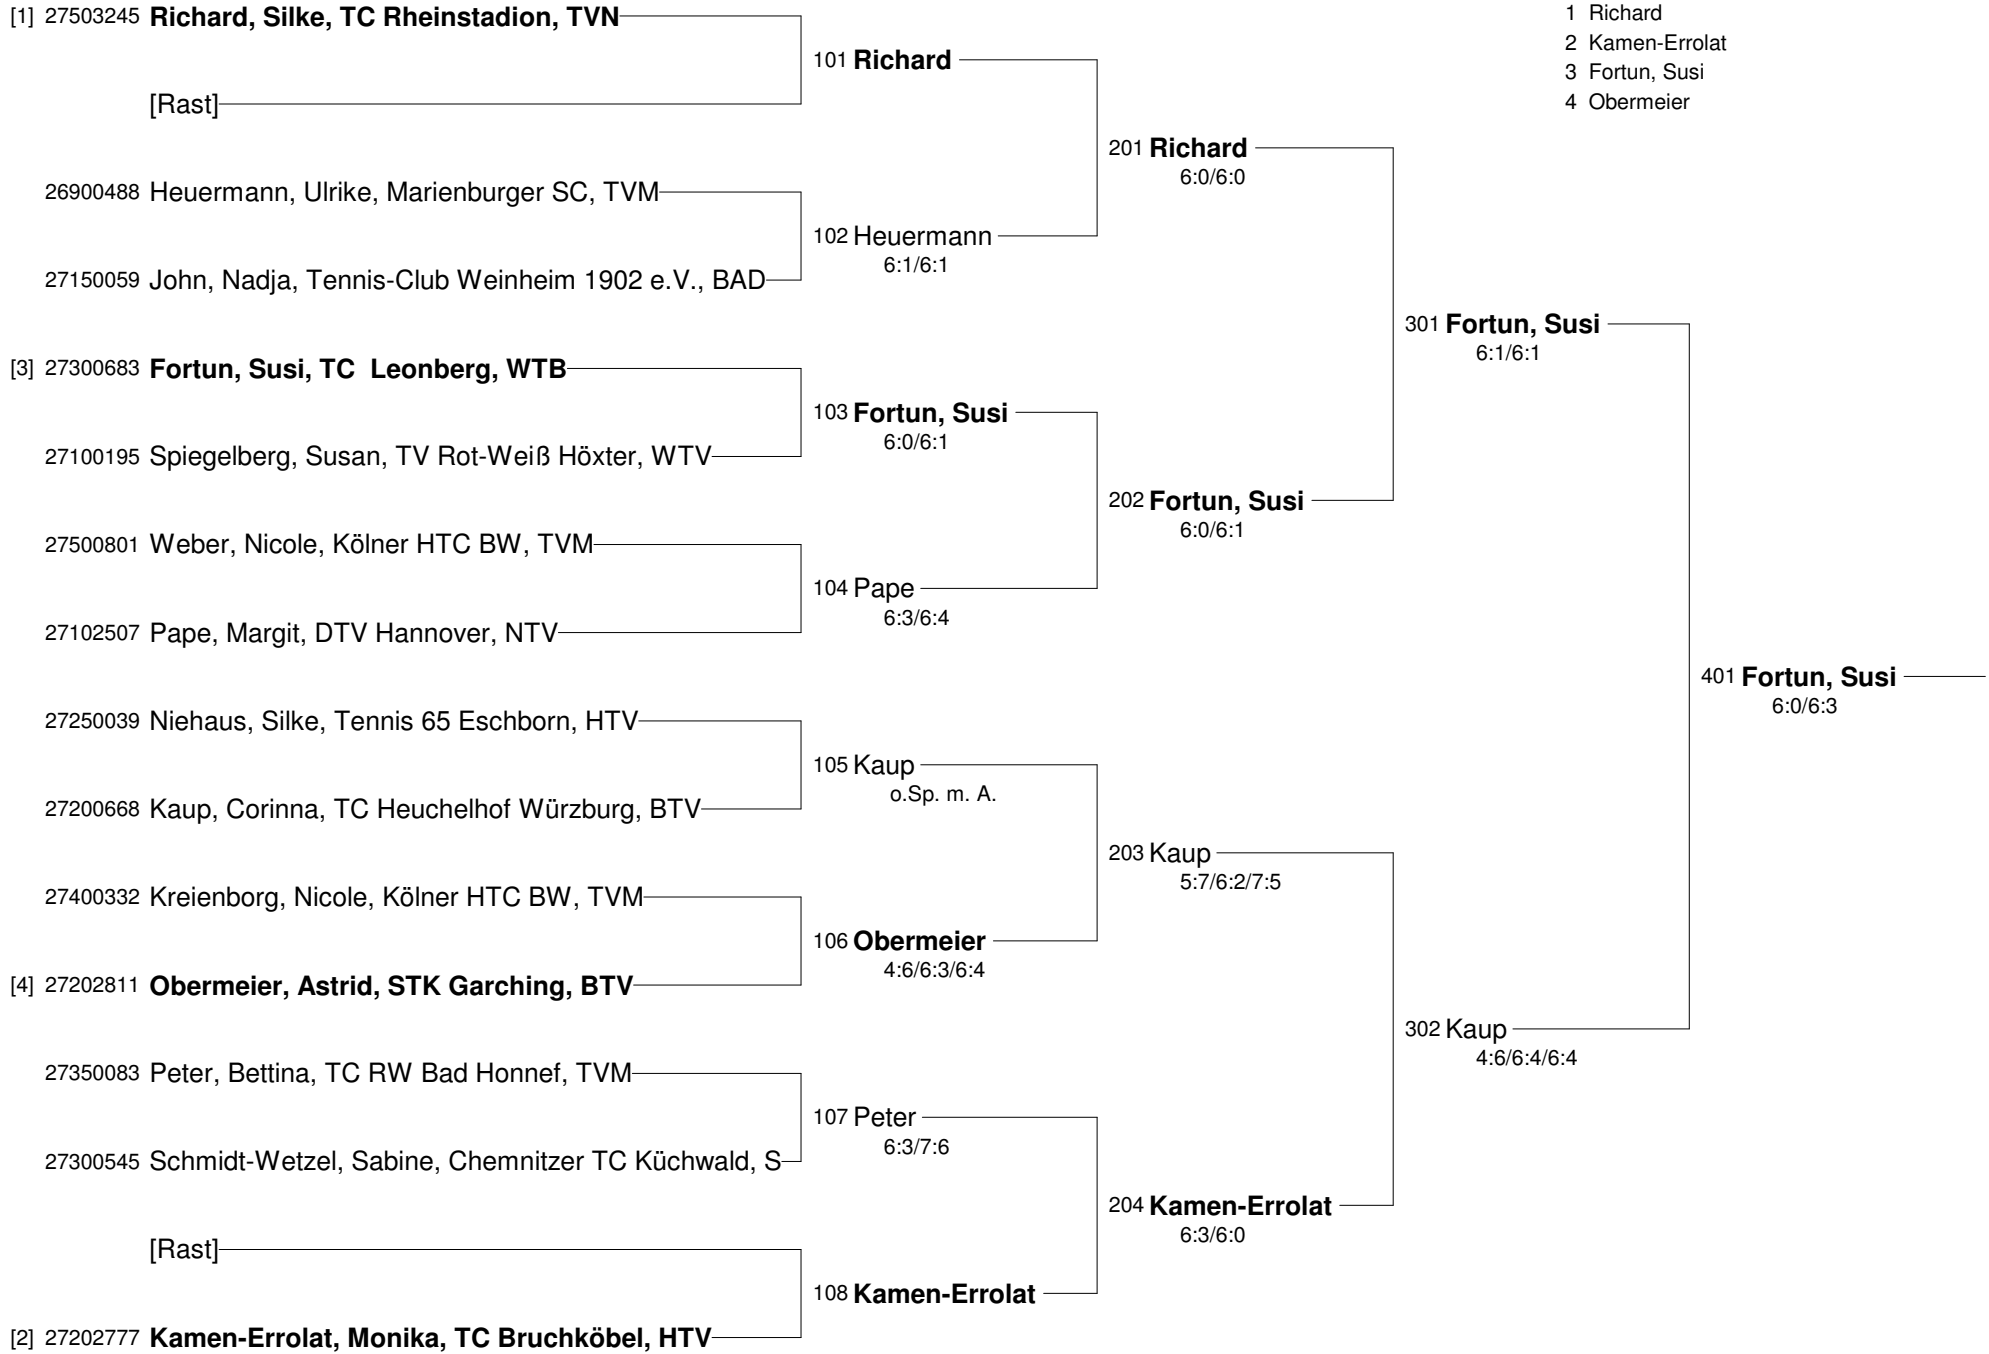 [1] 27503245 Richard, Silke, TC Rheinstadion, TVN
[Rast]
26900488 Heuermann, Ulrike, Marienburger SC, TVM
27150059 John, Nadja, Tennis-Club Weinheim 1902 e.V., BAD
[3] 27300683 Fortun, Susi, TC  Leonberg, WTB
27100195 Spiegelberg, Susan, TV Rot-Weiß Höxter, WTV
27500801 Weber, Nicole, Kölner HTC BW, TVM
27102507 Pape, Margit, DTV Hannover, NTV
27250039 Niehaus, Silke, Tennis 65 Eschborn, HTV
27200668 Kaup, Corinna, TC Heuchelhof Würzburg, BTV
27400332 Kreienborg, Nicole, Kölner HTC BW, TVM
[4] 27202811 Obermeier, Astrid, STK Garching, BTV
27350083 Peter, Bettina, TC RW Bad Honnef, TVM
27300545 Schmidt-Wetzel, Sabine, Chemnitzer TC Küchwald, S
[Rast]
[2] 27202777 Kamen-Errolat, Monika, TC Bruchköbel, HTV
101 Richard
102 Heuermann
6:1/6:1
103 Fortun, Susi
6:0/6:1
104 Pape
6:3/6:4
105 Kaup
o.Sp. m. A.
106 Obermeier
4:6/6:3/6:4
107 Peter
6:3/7:6
108 Kamen-Errolat
201 Richard
6:0/6:0
202 Fortun, Susi
6:0/6:1
203 Kaup
5:7/6:2/7:5
204 Kamen-Errolat
6:3/6:0
301 Fortun, Susi
6:1/6:1
302 Kaup
4:6/6:4/6:4
401 Fortun, Susi
6:0/6:3
1 Richard
2 Kamen-Errolat
3 Fortun, Susi
4 Obermeier